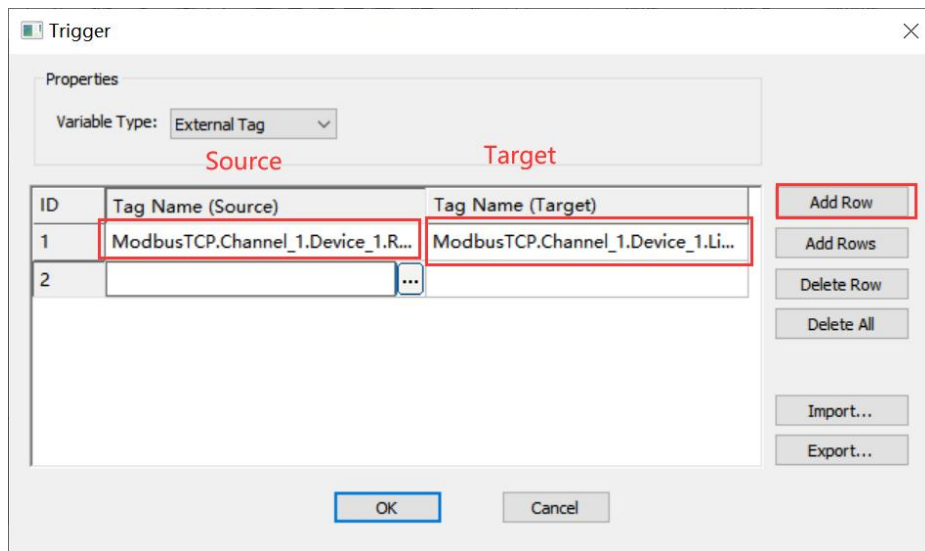 Trigger
Properties
Variable Type: External Tag
Source Target
ID Tag Name (Source) Tag Name (Target) Add Row
1 ModbusTCP.Channel_1.Device_1.R... ModbusTCP.Channel_1.Device_1.Li... Add Rows
2 ... Delete Row
Delete All
Import...
Export...
OK Cancel